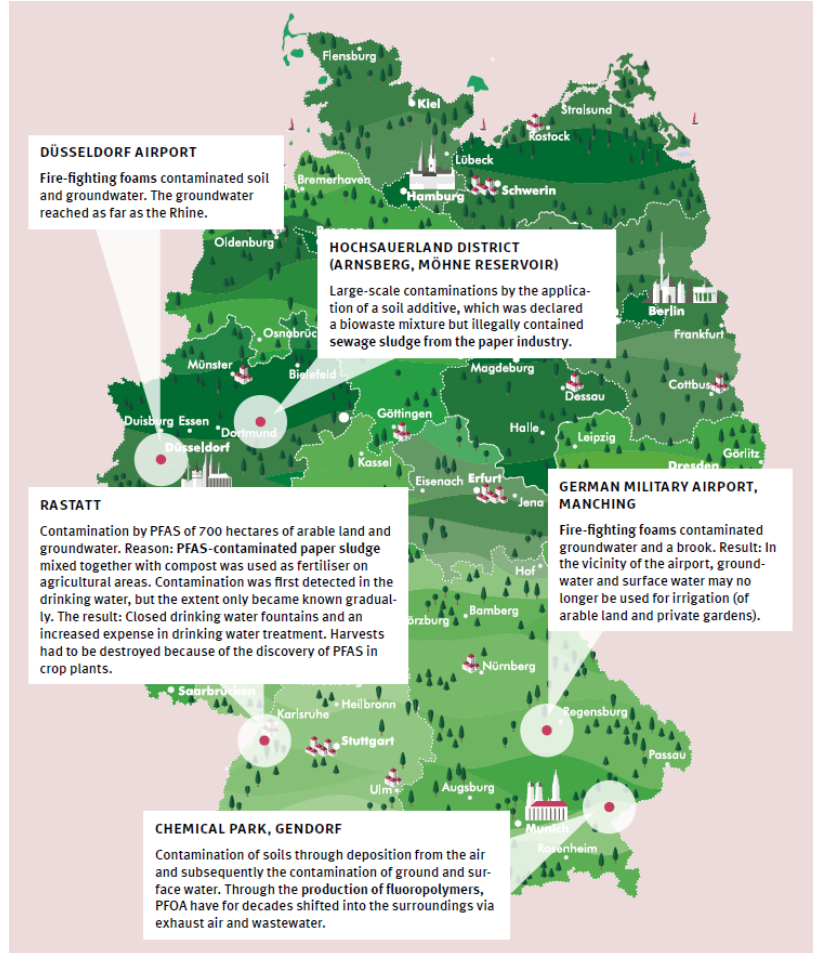 Flensburg
Kiel
Stralsund
Rostock
Lübeck
Schwerin
Hamburg
Bremerhaven
DÜSSELDORF AIRPORT
Fire-fighting foams contaminated soil
and groundwater. The groundwater
reached as far as the Rhine.
Oldenburg
HOCHSAUERLAND DISTRICT
(ARNSBERG, MÖHNE RESERVOIR)
Large-scale contaminations by the applica-
tion of a soil additive, which was declared
a biowaste mixture but illegally contained
sewage sludge from the paper industry.
Berlin
Frankfurt
Münster
Bielefeld
Magdeburg
Dessau
Cottbus
Göttingen
Duisburg Essen
Dortmund
Düsseldorf
Halle
Leipzig
Kassel
Görlitz
Dresden
Eisenach
Erfurt
Jena
RASTATT
Contamination by PFAS of 700 hectares of arable land and
groundwater. Reason: PFAS-contaminated paper sludge
mixed together with compost was used as fertiliser on
agricultural areas. Contamination was first detected in the
drinking water, but the extent only became known gradual-
ly. The result: Closed drinking water fountains and an
increased expense in drinking water treatment. Harvests
had to be destroyed because of the discovery of PFAS in
crop plants.
GERMAN MILITARY AIRPORT,
MANCHING
Fire-fighting foams contaminated
groundwater and a brook. Result: In
the vicinity of the airport, ground-
water and surface water may no
longer be used for irrigation (of
arable land and private gardens).
Hof
Bamberg
Nürnberg
Saarbrücken
Heilbronn
Karlsruhe
Stuttgart
Regensburg
Passau
Ulm
Augsburg
Munich
Rosenheim
CHEMICAL PARK, GENDORF
Contamination of soils through deposition from the air
and subsequently the contamination of ground and sur-
face water. Through the production of fluoropolymers,
PFOA have for decades shifted into the surroundings via
exhaust air and wastewater.